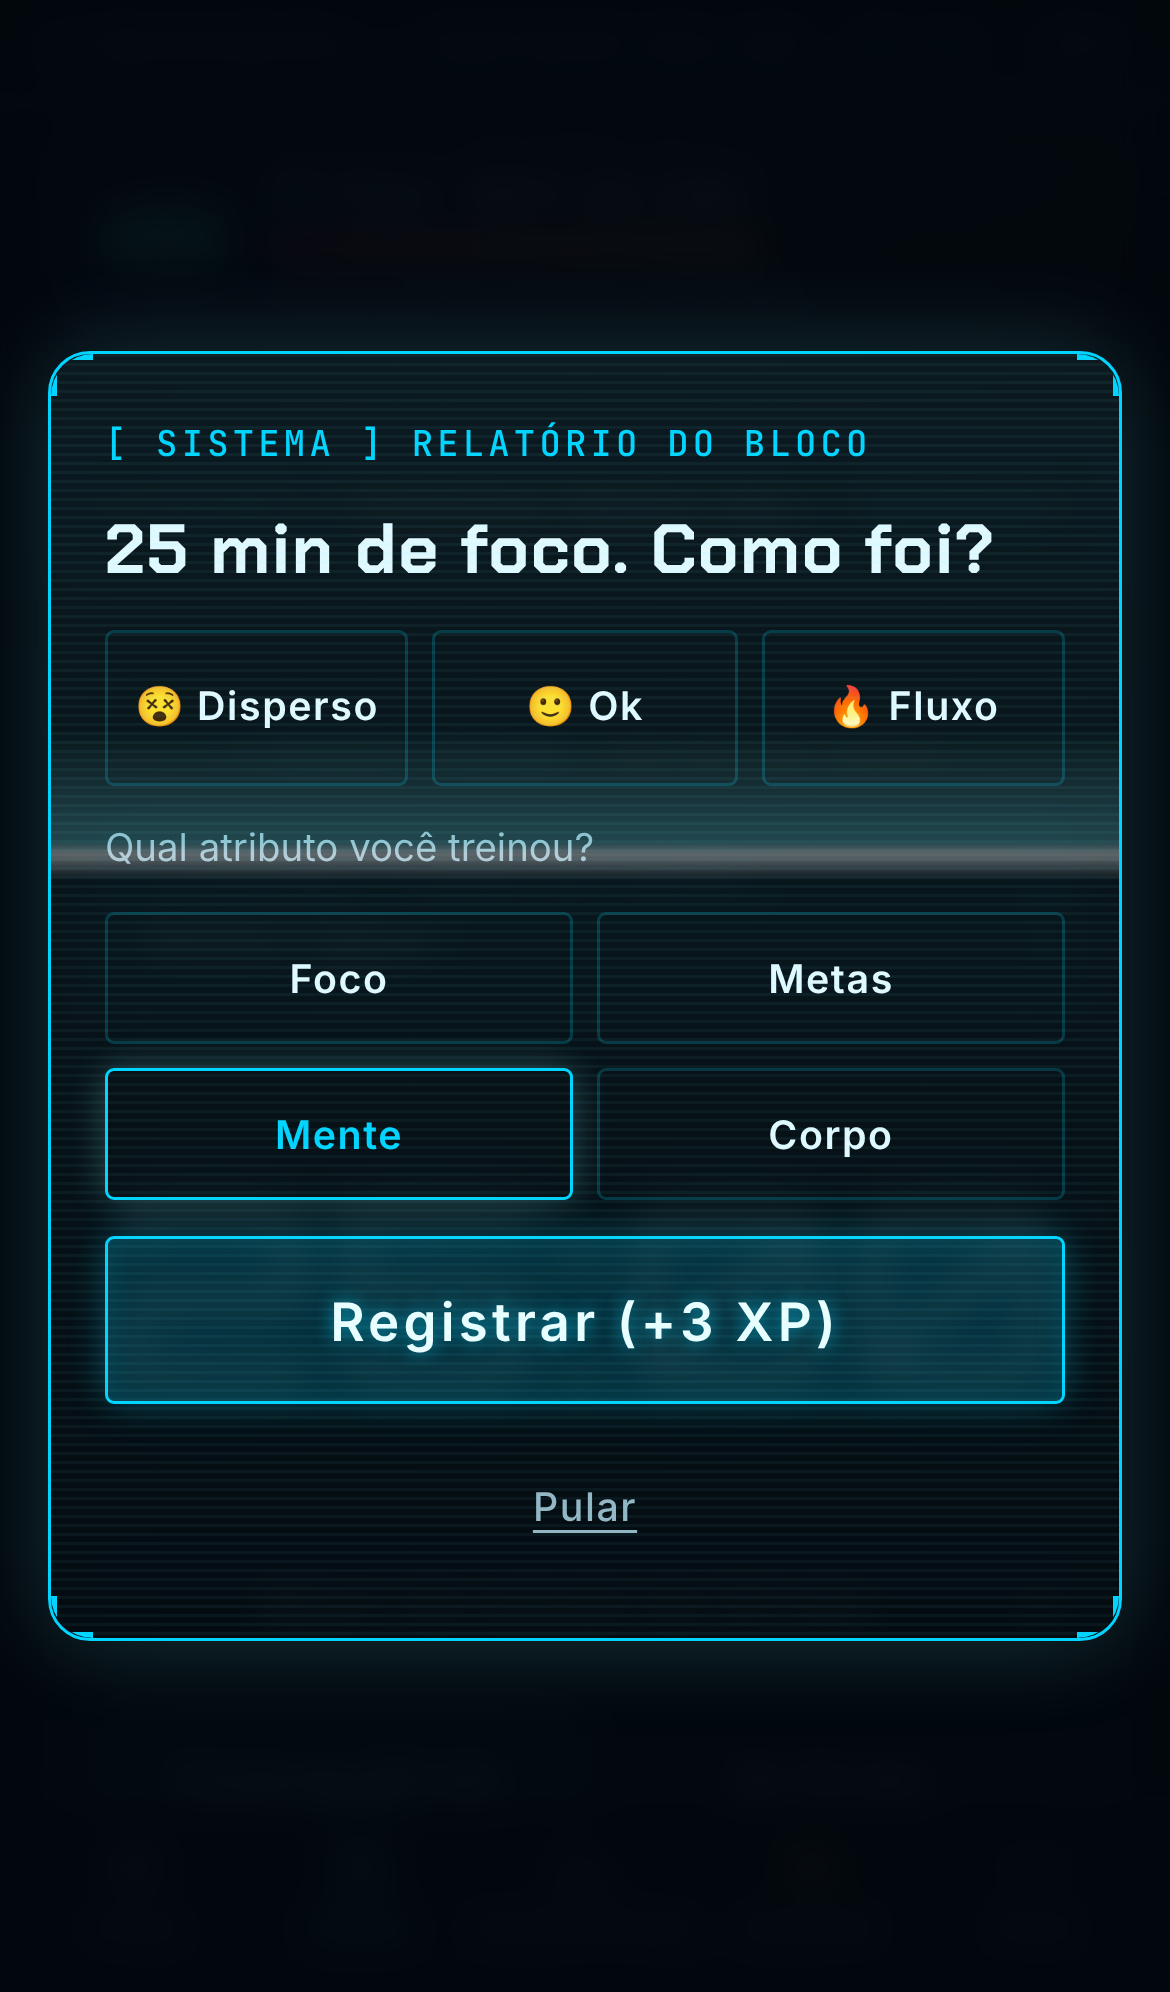 [ SISTEMA ] RELATÓRIO DO BLOCO
25 min de foco. Como foi?
😵 Disperso 🙂 Ok 🔥 Fluxo
Qual atributo você treinou?
Foco Metas
Mente Corpo
Registrar (+3 XP)
Pular